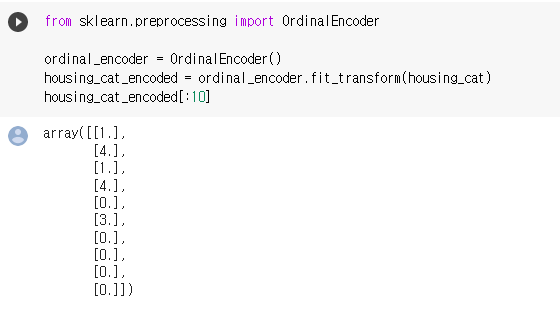 from sklearn.preprocessing import OrdinalEncoder
ordinal_encoder = OrdinalEncoder()
housing_cat_encoded = ordinal_encoder.fit_transform(housing_cat)
housing_cat_encoded[:10]
array([[1.],
[4.],
[1.],
[4.],
[0.],
[3.],
[0.],
[0.],
[0.],
[0.]])